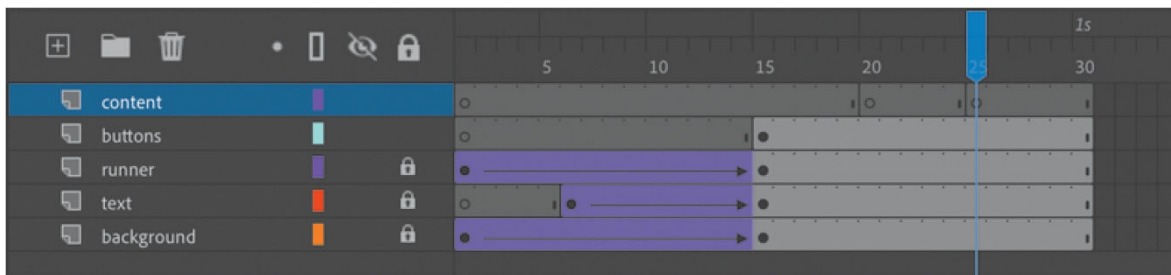 1s
5 10 15 20 25 30
content
buttons
runner
text
background